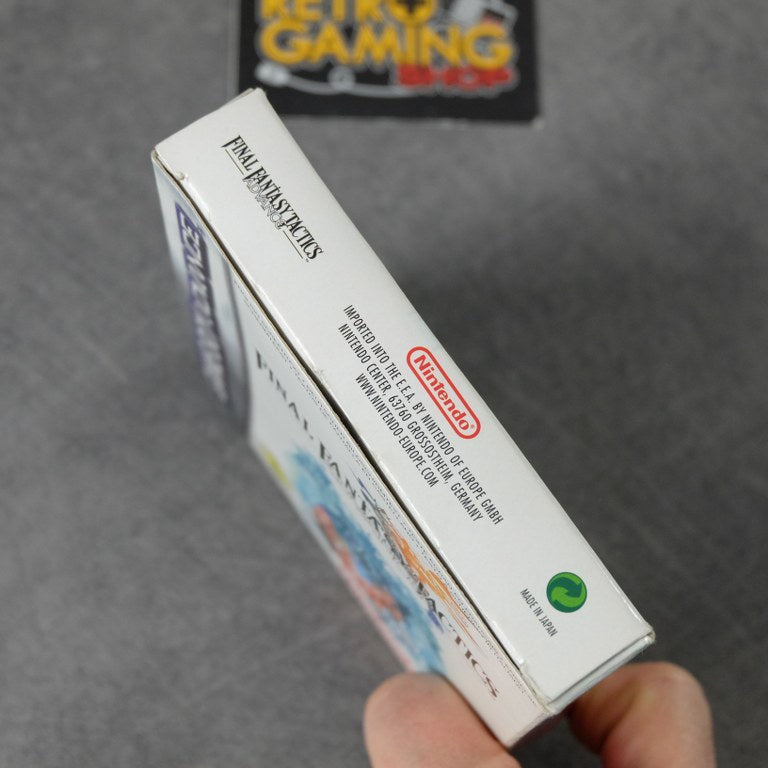 RETRO
GAMING
SHOP
FINAL FANTASY TACTICS
ADVANCE
Nintendo®
IMPORTED INTO THE E.E.A. BY NINTENDO OF EUROPE GMBH
NINTENDO CENTER, 63760 GROSSOSTHEIM, GERMANY
WWW.NINTENDO-EUROPE.COM
MADE IN JAPAN
FINAL FANTASY TACTICS